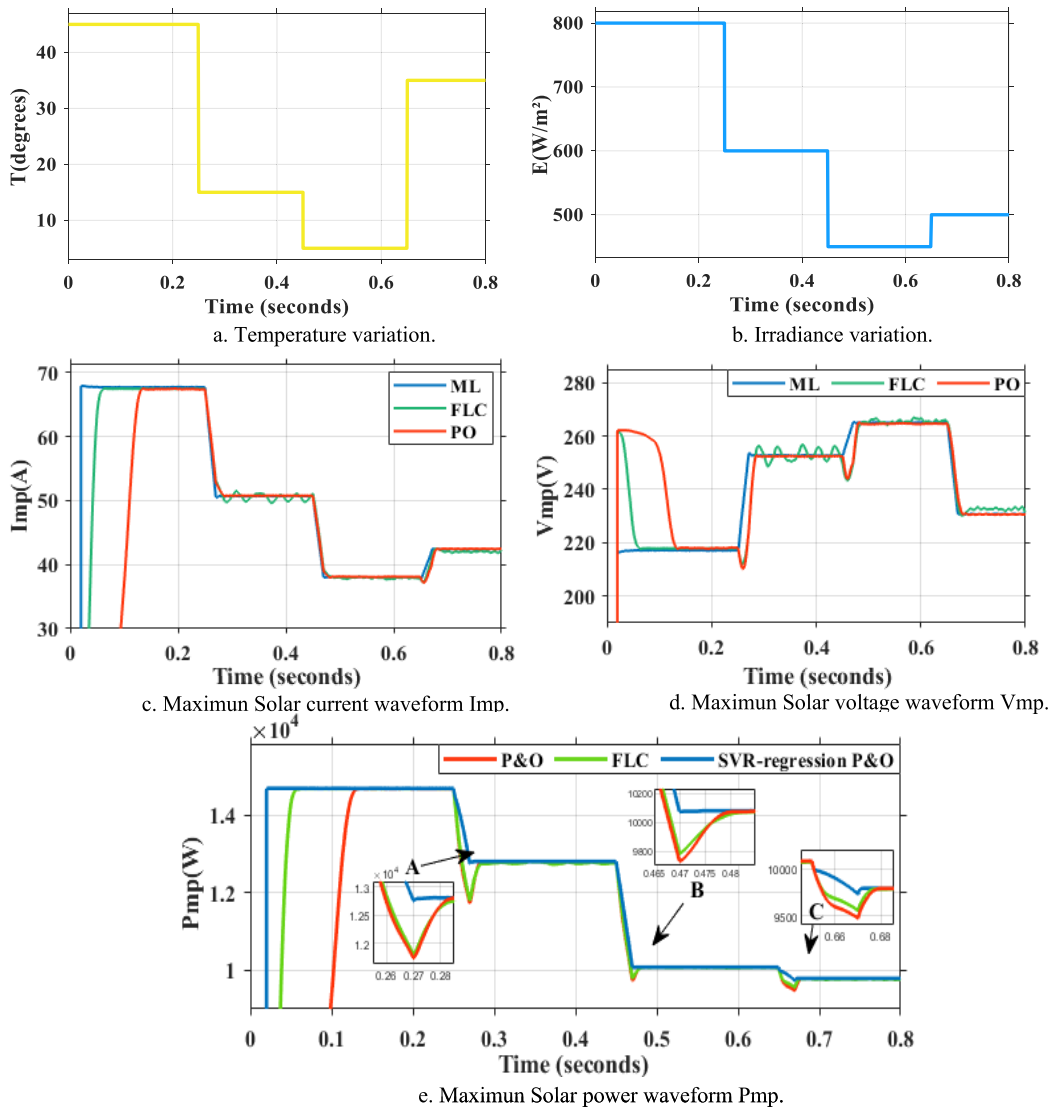 40
30
20
10
T(degrees)
0 0.2 0.4 0.6 0.8
Time (seconds)
a. Temperature variation.
800
700
600
500
E(W/m²)
0 0.2 0.4 0.6 0.8
Time (seconds)
b. Irradiance variation.
70
60
50
40
30
Imp(A)
ML
FLC
PO
0 0.2 0.4 0.6 0.8
Time (seconds)
c. Maximun Solar current waveform Imp.
280
260
240
220
200
Vmp(V)
ML FLC PO
0 0.2 0.4 0.6 0.8
Time (seconds)
d. Maximun Solar voltage waveform Vmp.
×10⁴
1.4
1.2
1
Pmp(W)
P&O FLC SVR-regression P&O
A
×10⁴
1.3
1.25
1.2
0.26 0.27 0.28
10200
10000
9800
0.465 0.47 0.475 0.48
B
10000
9500
0.66 0.68
C
0 0.1 0.2 0.3 0.4 0.5 0.6 0.7 0.8
Time (seconds)
e. Maximun Solar power waveform Pmp.